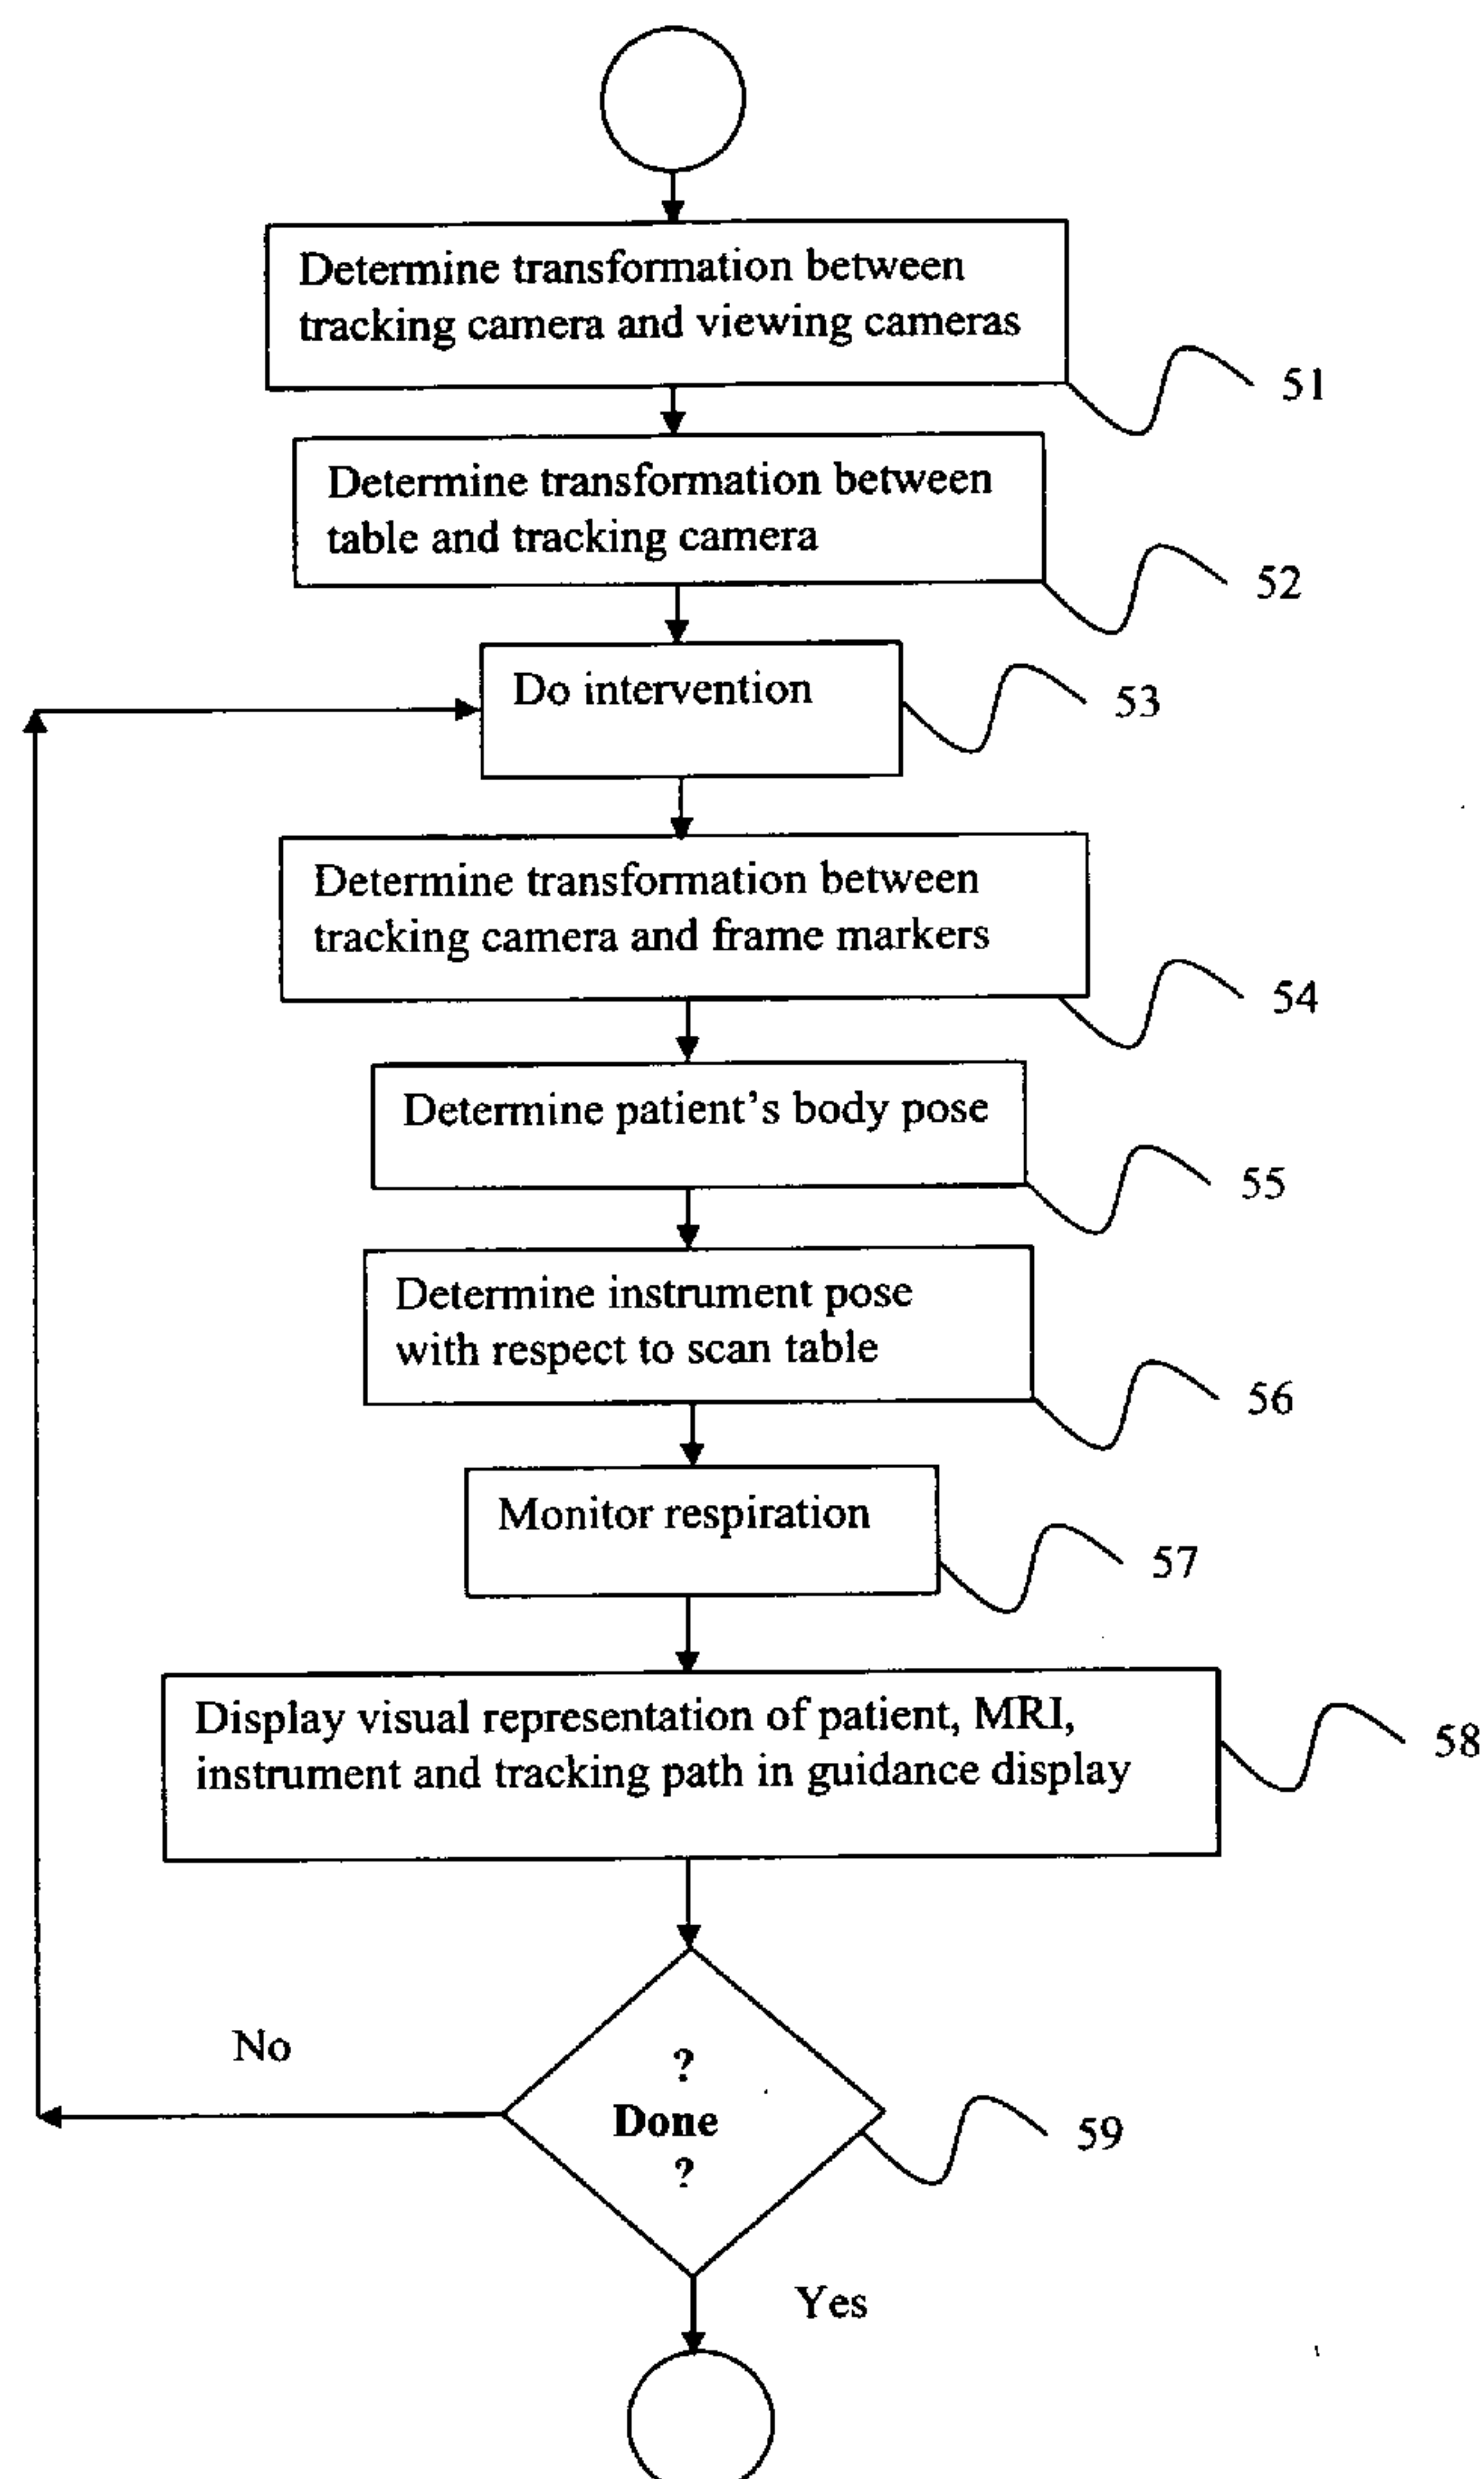 Determine transformation between
tracking camera and viewing cameras
51
Determine transformation between
table and tracking camera
52
Do intervention
53
Determine transformation between
tracking camera and frame markers
54
Determine patient's body pose
55
Determine instrument pose
with respect to scan table
56
Monitor respiration
57
Display visual representation of patient, MRI,
instrument and tracking path in guidance display
58
No
?
Done
?
59
Yes